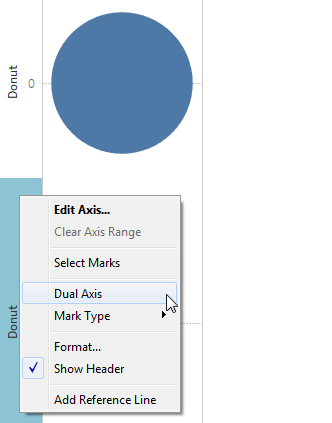 Donut
0
Edit Axis...
Clear Axis Range
Select Marks
Dual Axis
Mark Type
Format...
Show Header
Add Reference Line
Donut